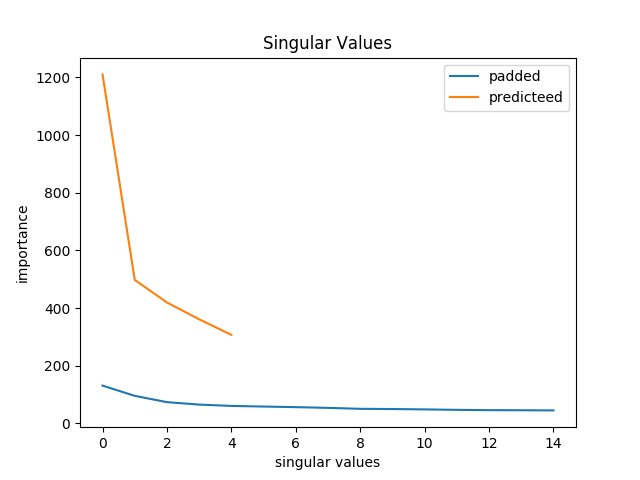 Singular Values
padded
predicteed
1200
1000
800
600
400
200
0
importance
0 2 4 6 8 10 12 14
singular values